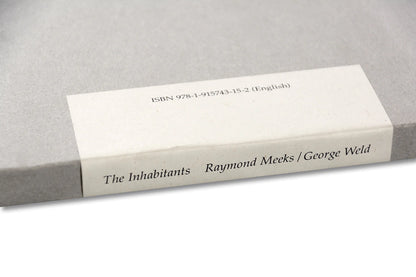 ISBN 978-1-915743-15-2 (English)
The Inhabitants Raymond Meeks / George Weld